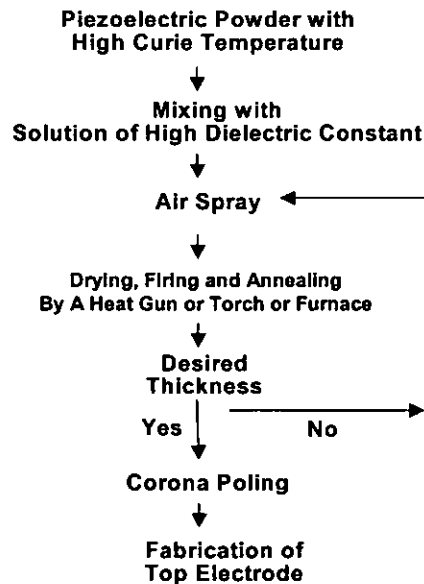 Piezoelectric Powder with
High Curie Temperature
Mixing with
Solution of High Dielectric Constant
Air Spray
Drying, Firing and Annealing
By A Heat Gun or Torch or Furnace
Desired
Thickness
Yes
No
Corona Poling
Fabrication of
Top Electrode